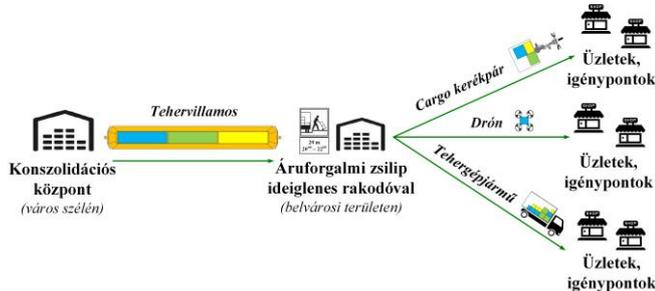 Tehervillamos
Konszolidációs
központ
(város szélén)
Áruforgalmi zsilip
ideiglenes rakodóval
(belvárosi területen)
Cargo kerékpár
Drón
Tehergépjármű
Üzletek,
igénypontok
Üzletek,
igénypontok
Üzletek,
igénypontok